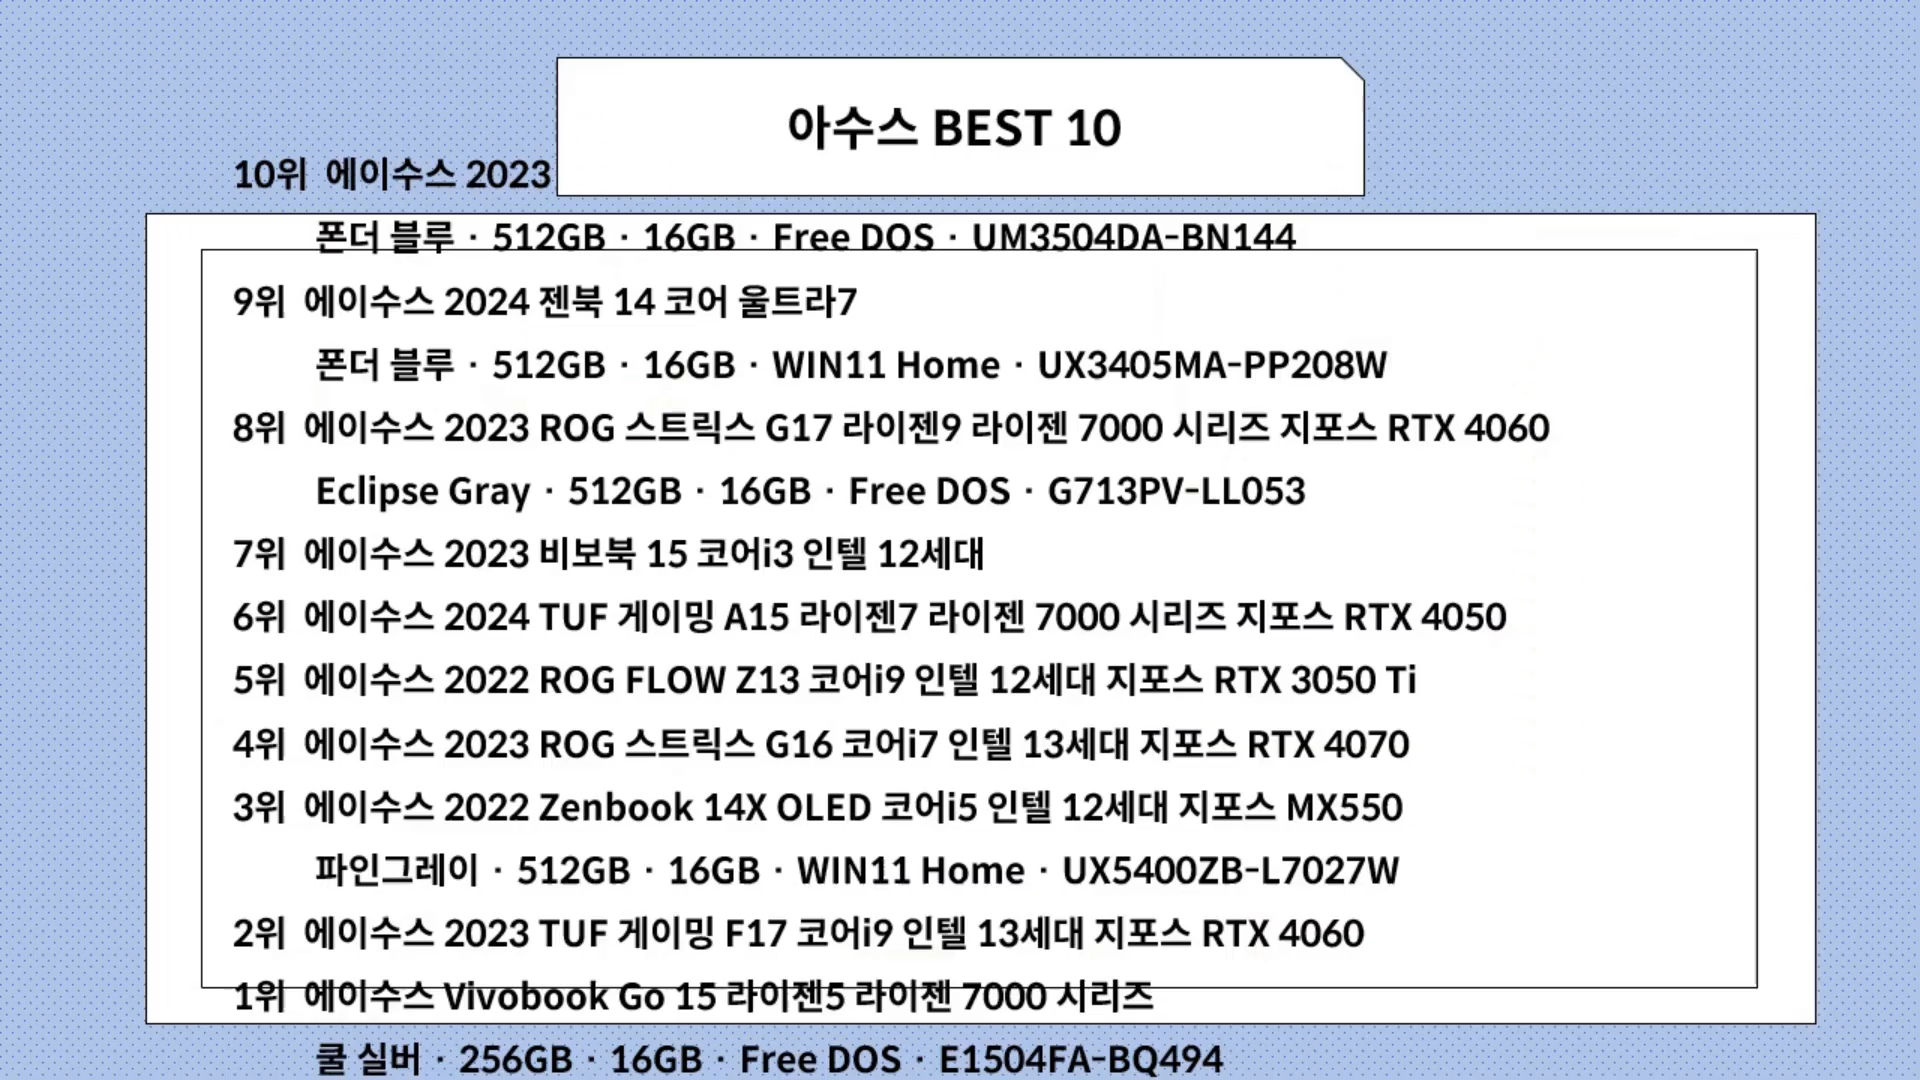 아수스 BEST 10
10위 에이수스 2023
폰더 블루 · 512GB · 16GB · Free DOS · UM3504DA-BN144
9위 에이수스 2024 젠북 14 코어 울트라7
폰더 블루 · 512GB · 16GB · WIN11 Home · UX3405MA-PP208W
8위 에이수스 2023 ROG 스트릭스 G17 라이젠9 라이젠 7000 시리즈 지포스 RTX 4060
Eclipse Gray · 512GB · 16GB · Free DOS · G713PV-LL053
7위 에이수스 2023 비보북 15 코어i3 인텔 12세대
6위 에이수스 2024 TUF 게이밍 A15 라이젠7 라이젠 7000 시리즈 지포스 RTX 4050
5위 에이수스 2022 ROG FLOW Z13 코어i9 인텔 12세대 지포스 RTX 3050 Ti
4위 에이수스 2023 ROG 스트릭스 G16 코어i7 인텔 13세대 지포스 RTX 4070
3위 에이수스 2022 Zenbook 14X OLED 코어i5 인텔 12세대 지포스 MX550
파인그레이 · 512GB · 16GB · WIN11 Home · UX5400ZB-L7027W
2위 에이수스 2023 TUF 게이밍 F17 코어i9 인텔 13세대 지포스 RTX 4060
1위 에이수스 Vivobook Go 15 라이젠5 라이젠 7000 시리즈
쿨 실버 · 256GB · 16GB · Free DOS · E1504FA-BQ494